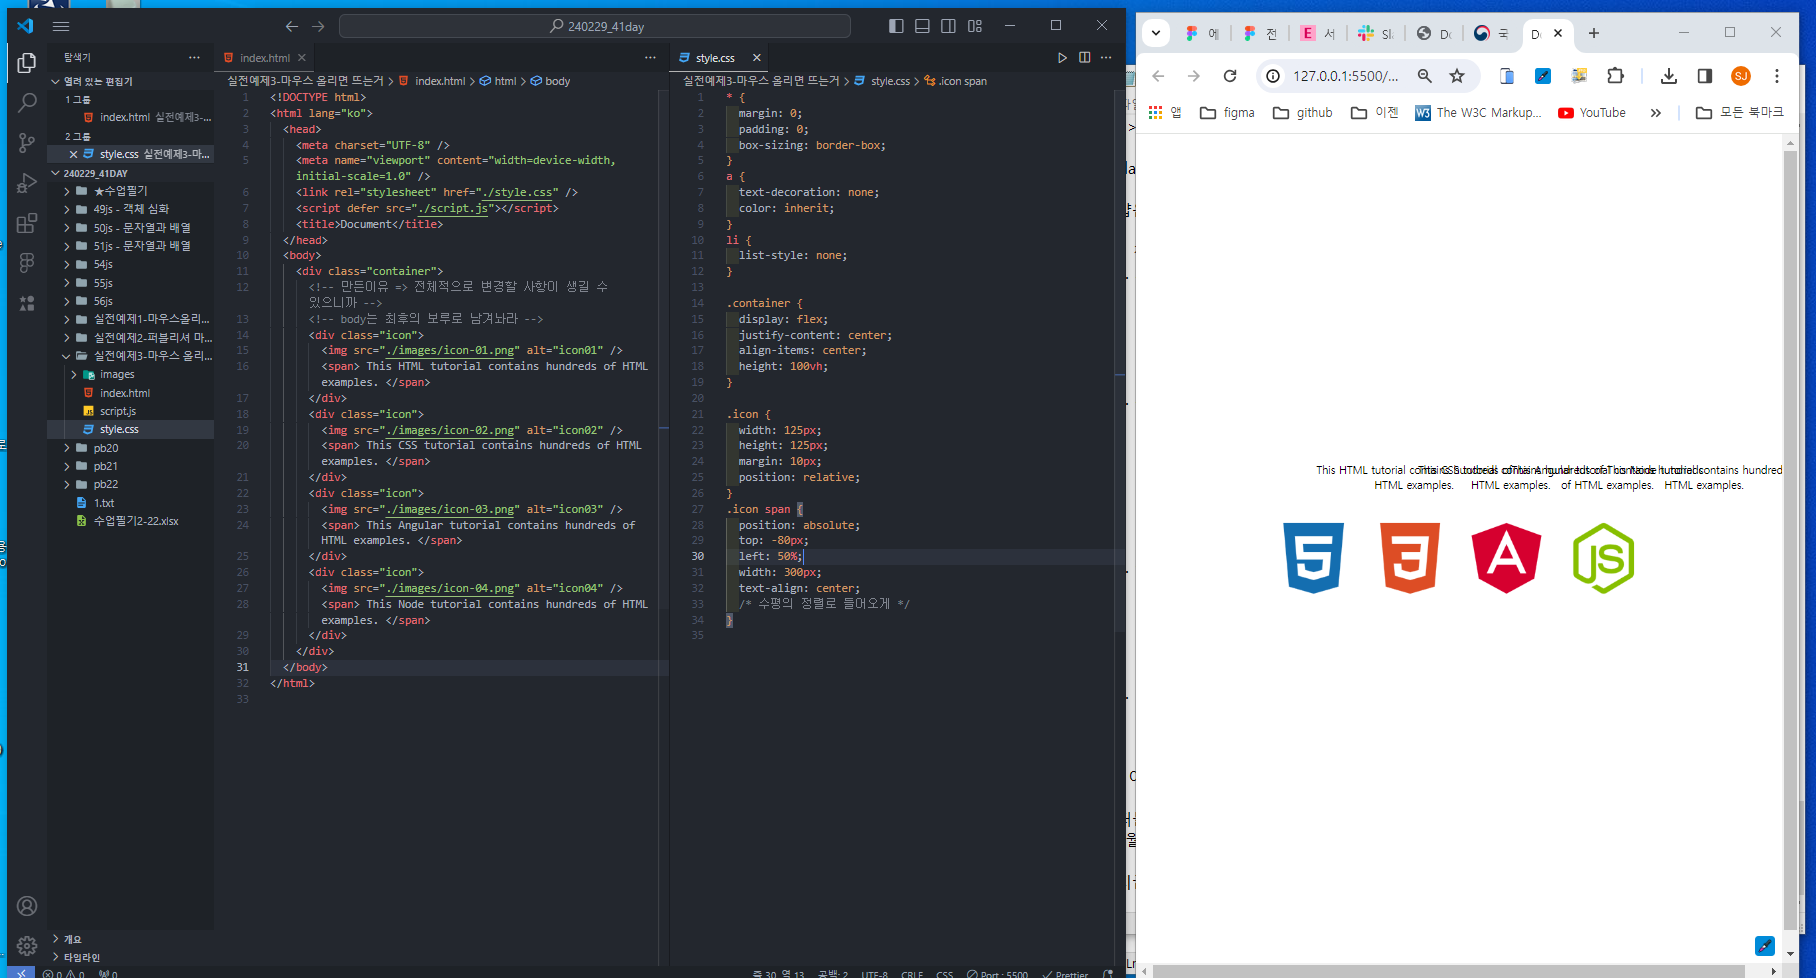 240229_41day
탐색기
열려 있는 편집기
1 그룹
index.html 실전예제3-...
2 그룹
style.css 실전예제3-마...
240229_41DAY
★수업필기
49js - 객체 심화
50js - 문자열과 배열
51js - 문자열과 배열
54js
55js
56js
실전예제1-마우스올리...
실전예제2-퍼블리셔 마...
실전예제3-마우스 올리...
images
index.html
script.js
style.css
pb20
pb21
pb22
1.txt
수업필기2-22.xlsx
개요
타임라인
index.html
실전예제3-마우스 올리면 뜨는거 > index.html > html > body
1 <!DOCTYPE html>
2 <html lang="ko">
3 <head>
4 <meta charset="UTF-8" />
5 <meta name="viewport" content="width=device-width,
initial-scale=1.0" />
6 <link rel="stylesheet" href="./style.css" />
7 <script defer src="./script.js"></script>
8 <title>Document</title>
9 </head>
10 <body>
11 <div class="container">
12 <!-- 만든이유 => 전체적으로 변경할 사항이 생길 수
있으니까 -->
13 <!-- body는 최후의 보루로 남겨놔라 -->
14 <div class="icon">
15 <img src="./images/icon-01.png" alt="icon01" />
16 <span> This HTML tutorial contains hundreds of HTML
examples. </span>
17 </div>
18 <div class="icon">
19 <img src="./images/icon-02.png" alt="icon02" />
20 <span> This CSS tutorial contains hundreds of HTML
examples. </span>
21 </div>
22 <div class="icon">
23 <img src="./images/icon-03.png" alt="icon03" />
24 <span> This Angular tutorial contains hundreds of
HTML examples. </span>
25 </div>
26 <div class="icon">
27 <img src="./images/icon-04.png" alt="icon04" />
28 <span> This Node tutorial contains hundreds of HTML
examples. </span>
29 </div>
30 </div>
31 </body>
32 </html>
33
style.css
실전예제3-마우스 올리면 뜨는거 > style.css > .icon span
1 * {
2 margin: 0;
3 padding: 0;
4 box-sizing: border-box;
5 }
6 a {
7 text-decoration: none;
8 color: inherit;
9 }
10 li {
11 list-style: none;
12 }
13
14 .container {
15 display: flex;
16 justify-content: center;
17 align-items: center;
18 height: 100vh;
19 }
20
21 .icon {
22 width: 125px;
23 height: 125px;
24 margin: 10px;
25 position: relative;
26 }
27 .icon span {
28 position: absolute;
29 top: -80px;
30 left: 50%;
31 width: 300px;
32 text-align: center;
33 /* 수평의 정렬로 들어오게 */
34 }
35
0 0 0
줄 30, 열 13 공백: 2 UTF-8 CRLF CSS Port : 5500 Prettier
에 전 E 서 Sl 국 D
127.0.0.1:5500/... SJ
앱 figma github 이젠 W3 The W3C Markup... YouTube » 모든 북마크
This HTML tutorial
HTML examples. HTML examples. of HTML examples. HTML examples.
5 3 A JS